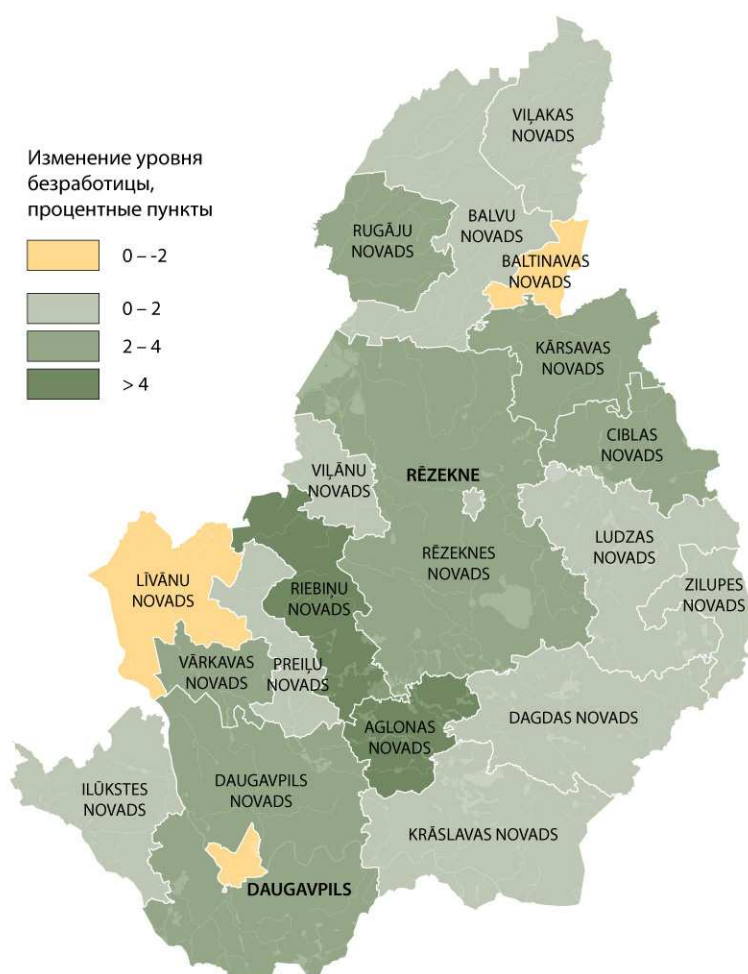 Изменение уровня
безработицы,
процентные пункты
0 – -2
0 – 2
2 – 4
> 4
VIĻAKAS
NOVADS
RUGĀJU
NOVADS
BALVU
NOVADS
BALTINAVAS
NOVADS
KĀRSAVAS
NOVADS
CIBLAS
NOVADS
VIĻĀNU
NOVADS
RĒZEKNE
LUDZAS
NOVADS
RĒZEKNES
NOVADS
ZILUPES
NOVADS
LĪVĀNU
NOVADS
RIEBIŅU
NOVADS
VĀRKAVAS
NOVADS
PREIĻU
NOVADS
AGLONAS
NOVADS
DAGDAS NOVADS
ILŪKSTES
NOVADS
DAUGAVPILS
NOVADS
KRĀSLAVAS NOVADS
DAUGAVPILS